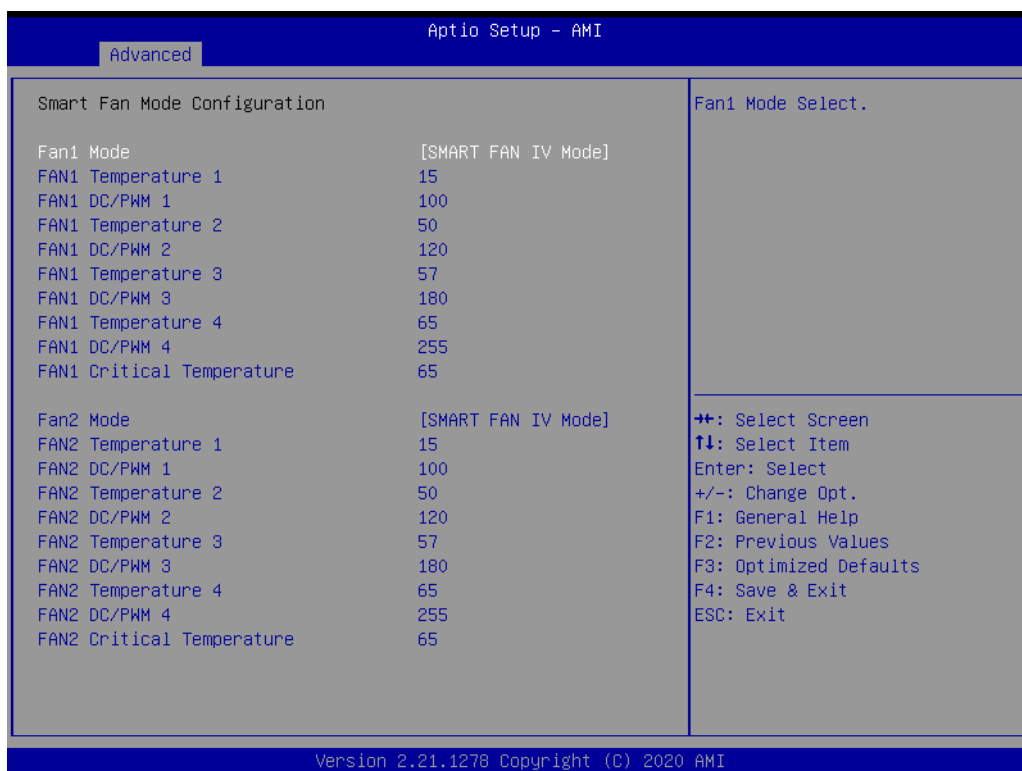 Aptio Setup – AMI
Advanced
Smart Fan Mode Configuration
Fan1 Mode [SMART FAN IV Mode]
FAN1 Temperature 1 15
FAN1 DC/PWM 1 100
FAN1 Temperature 2 50
FAN1 DC/PWM 2 120
FAN1 Temperature 3 57
FAN1 DC/PWM 3 180
FAN1 Temperature 4 65
FAN1 DC/PWM 4 255
FAN1 Critical Temperature 65
Fan2 Mode [SMART FAN IV Mode]
FAN2 Temperature 1 15
FAN2 DC/PWM 1 100
FAN2 Temperature 2 50
FAN2 DC/PWM 2 120
FAN2 Temperature 3 57
FAN2 DC/PWM 3 180
FAN2 Temperature 4 65
FAN2 DC/PWM 4 255
FAN2 Critical Temperature 65
Fan1 Mode Select.
→←: Select Screen
↑↓: Select Item
Enter: Select
+/-: Change Opt.
F1: General Help
F2: Previous Values
F3: Optimized Defaults
F4: Save & Exit
ESC: Exit
Version 2.21.1278 Copyright (C) 2020 AMI